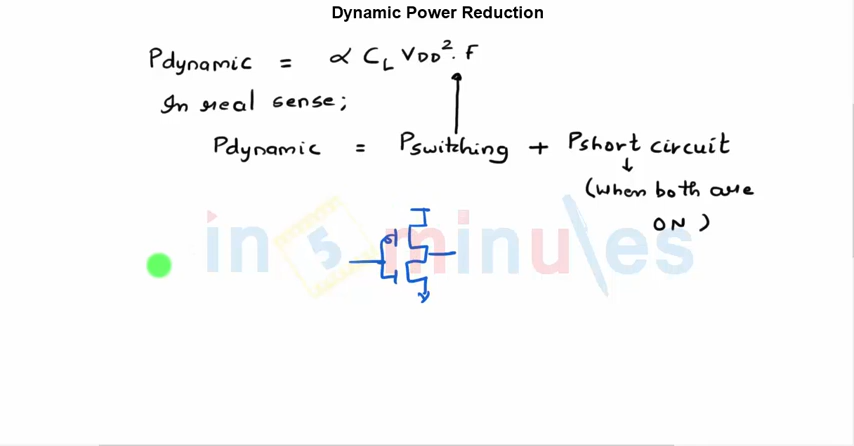 Dynamic Power Reduction
Pdynamic = α CL VDD². F
In real sense;
Pdynamic = Pswitching + Pshort circuit
(when both are
ON)
in 5 minutes